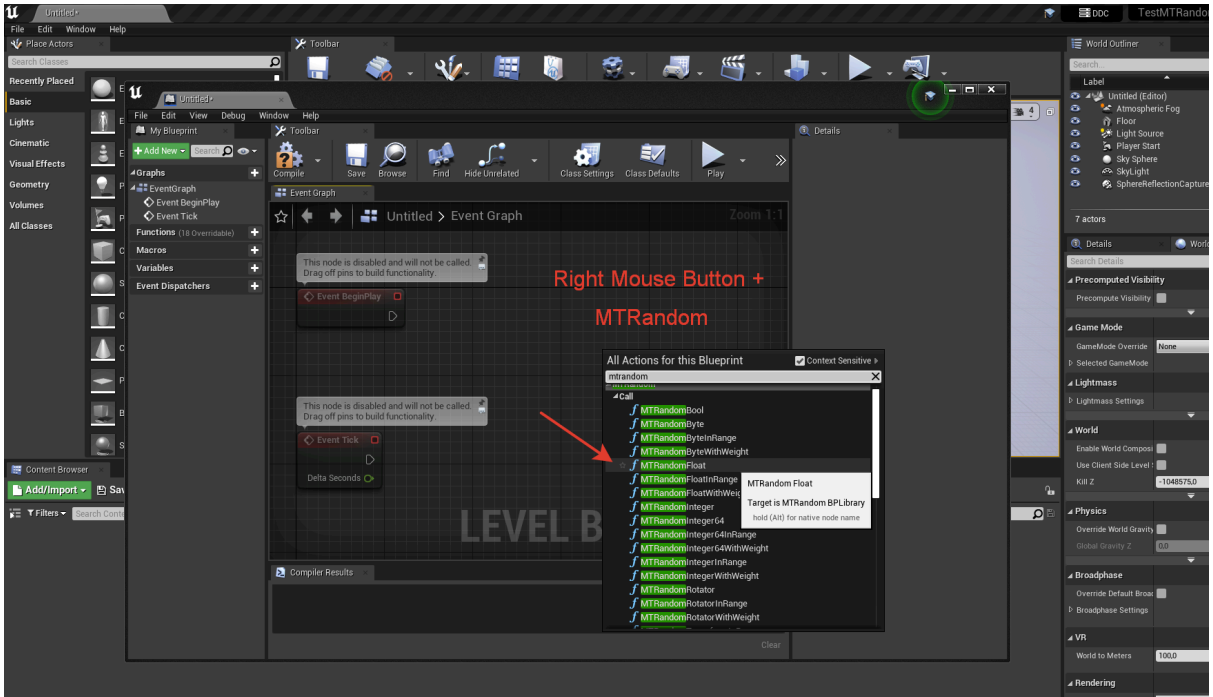 Untitled*
DDC
TestMTRandom
File Edit Window Help
Place Actors
Toolbar
World Outliner
Search Classes
Search...
Recently Placed
Label
Basic
Untitled*
Untitled (Editor)
Atmospheric Fog
File Edit View Debug Window Help
Floor
Lights
My Blueprint
Toolbar
Details
Light Source
Cinematic
+Add New
Search
Player Start
Sky Sphere
Visual Effects
Graphs
Compile
Save
Browse
Find
Hide Unrelated
Class Settings
Class Defaults
Play
SkyLight
Geometry
EventGraph
Event Graph
SphereReflectionCapture
Volumes
Event BeginPlay
Event Tick
Untitled > Event Graph
Zoom 1:1
7 actors
All Classes
Functions (18 Overridable)
Macros
Details
World
Variables
This node is disabled and will not be called.
Drag off pins to build functionality.
Right Mouse Button +
MTRandom
Search Details
Event Dispatchers
Event BeginPlay
Precomputed Visibility
Precompute Visibility
Game Mode
GameMode Override
None
Selected GameMode
All Actions for this Blueprint
Context Sensitive
mtrandom
MTRandom
Call
MTRandomBool
MTRandomByte
MTRandomByteInRange
MTRandomByteWithWeight
MTRandomFloat
MTRandomFloatInRange
MTRandomFloatWithWeig
MTRandomInteger
MTRandomInteger64
MTRandomInteger64InRange
MTRandomInteger64WithWeight
MTRandomIntegerInRange
MTRandomIntegerWithWeight
MTRandomRotator
MTRandomRotatorInRange
MTRandomRotatorWithWeight
MTRandom Float
Target is MTRandom BPLibrary
hold (Alt) for native node name
This node is disabled and will not be called.
Drag off pins to build functionality.
Event Tick
Delta Seconds
LEVEL B
Compiler Results
Clear
Content Browser
Add/Import
Sav
Filters
Search Conte
Lightmass
Lightmass Settings
World
Enable World Composi
Use Client Side Level
Kill Z
-1048575,0
Physics
Override World Gravity
Global Gravity Z
0,0
Broadphase
Override Default Broad
Broadphase Settings
VR
World to Meters
100,0
Rendering